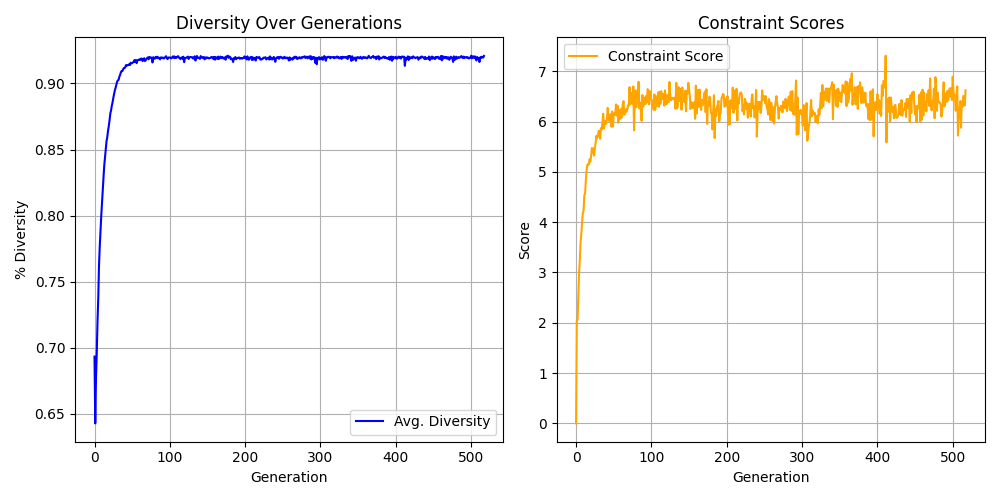 Diversity Over Generations
% Diversity
0.90
0.85
0.80
0.75
0.70
0.65
Avg. Diversity
0 100 200 300 400 500
Generation
Constraint Scores
Score
7
6
5
4
3
2
1
0
Constraint Score
0 100 200 300 400 500
Generation